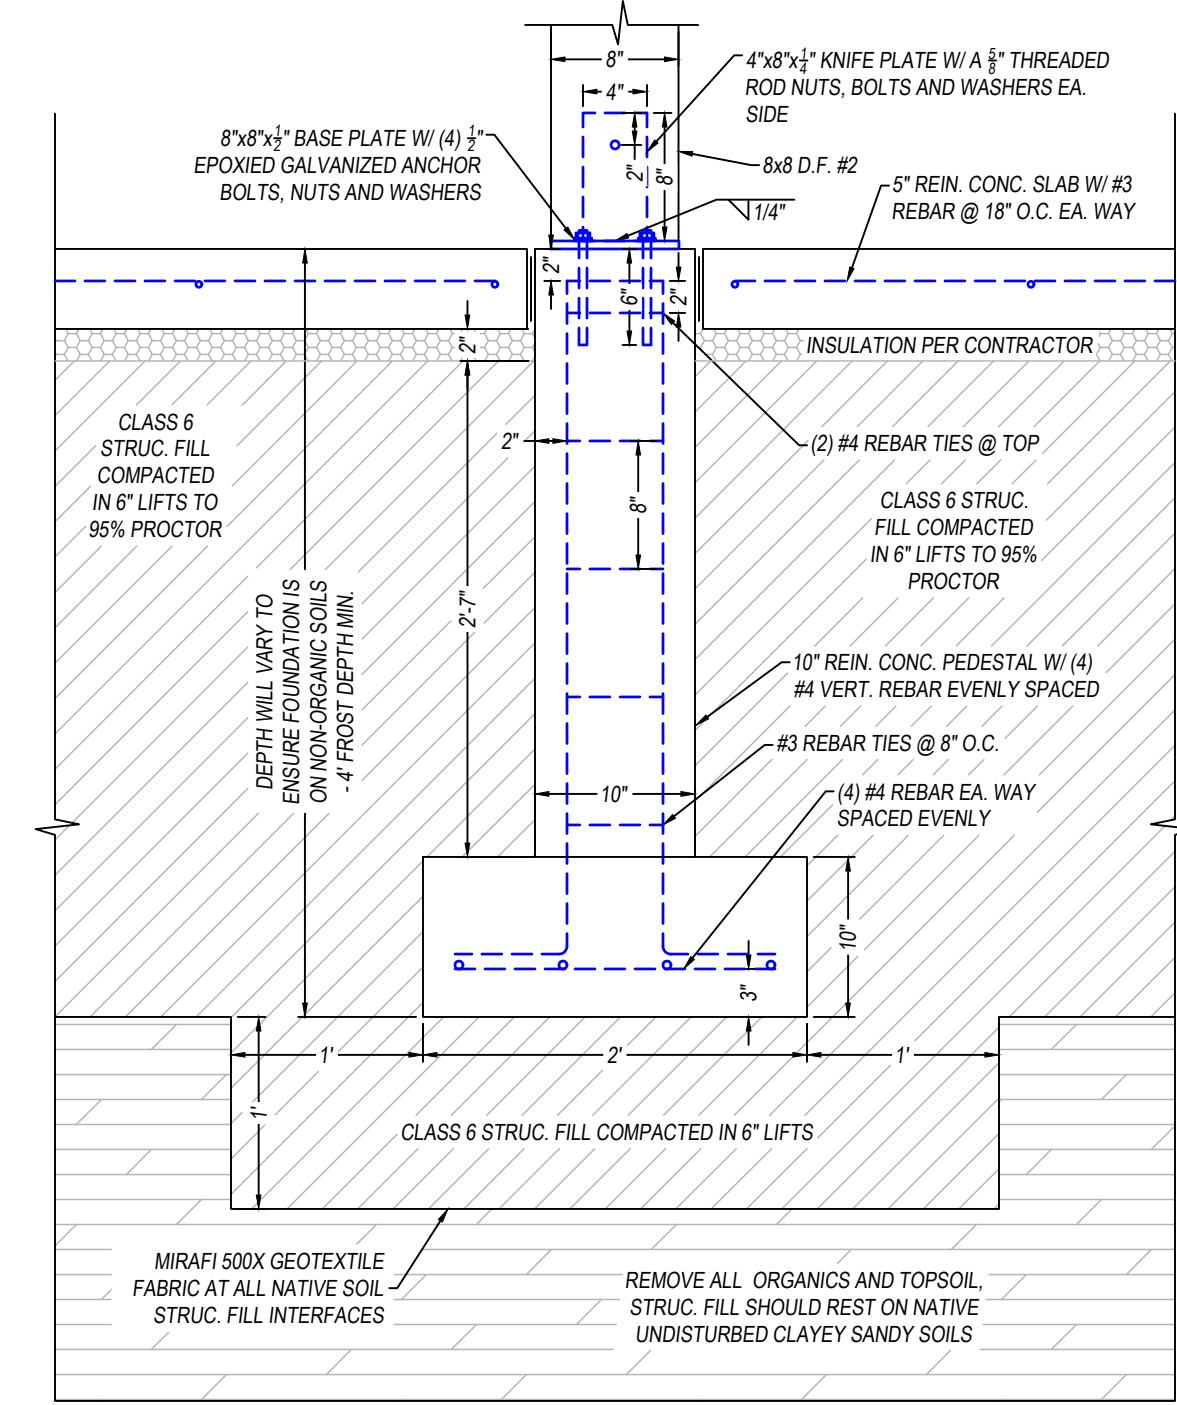 8"
4"
4"x8"x1/4" KNIFE PLATE W/ A 5/8" THREADED
ROD NUTS, BOLTS AND WASHERS EA.
SIDE
8"x8"x1/2" BASE PLATE W/ (4) 1/2"
EPOXIED GALVANIZED ANCHOR
BOLTS, NUTS AND WASHERS
2"
8"
8x8 D.F. #2
1/4"
5" REIN. CONC. SLAB W/ #3
REBAR @ 18" O.C. EA. WAY
2"
6"
2"
2"
INSULATION PER CONTRACTOR
CLASS 6
STRUC. FILL
COMPACTED
IN 6" LIFTS TO
95% PROCTOR
2"
(2) #4 REBAR TIES @ TOP
8"
CLASS 6 STRUC.
FILL COMPACTED
IN 6" LIFTS TO 95%
PROCTOR
DEPTH WILL VARY TO
ENSURE FOUNDATION IS
ON NON-ORGANIC SOILS
- 4' FROST DEPTH MIN.
2'-7"
10" REIN. CONC. PEDESTAL W/ (4)
#4 VERT. REBAR EVENLY SPACED
#3 REBAR TIES @ 8" O.C.
10"
(4) #4 REBAR EA. WAY
SPACED EVENLY
10"
3"
1'
2'
1'
1'
CLASS 6 STRUC. FILL COMPACTED IN 6" LIFTS
MIRAFI 500X GEOTEXTILE
FABRIC AT ALL NATIVE SOIL
STRUC. FILL INTERFACES
REMOVE ALL ORGANICS AND TOPSOIL,
STRUC. FILL SHOULD REST ON NATIVE
UNDISTURBED CLAYEY SANDY SOILS